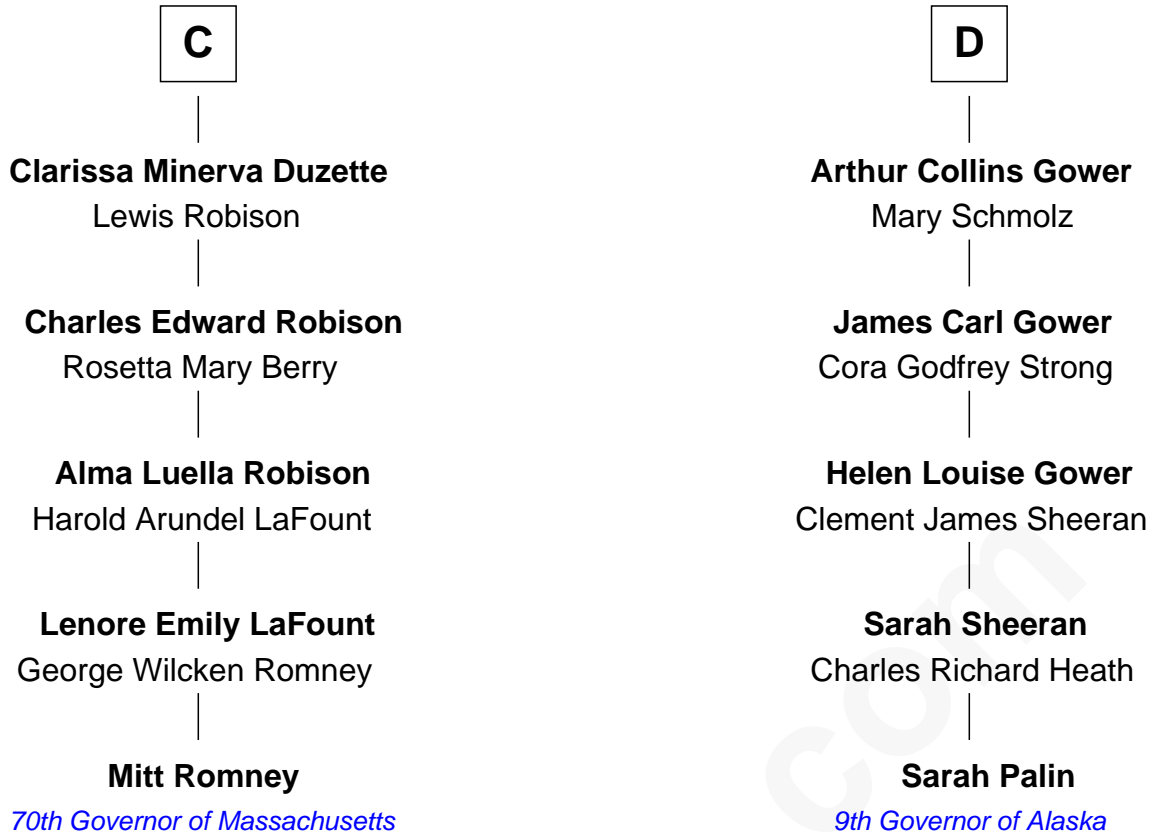 C
Clarissa Minerva Duzette
Lewis Robison
Charles Edward Robison
Rosetta Mary Berry
Alma Luella Robison
Harold Arundel LaFount
Lenore Emily LaFount
George Wilcken Romney
Mitt Romney
70th Governor of Massachusetts
D
Arthur Collins Gower
Mary Schmolz
James Carl Gower
Cora Godfrey Strong
Helen Louise Gower
Clement James Sheeran
Sarah Sheeran
Charles Richard Heath
Sarah Palin
9th Governor of Alaska
com